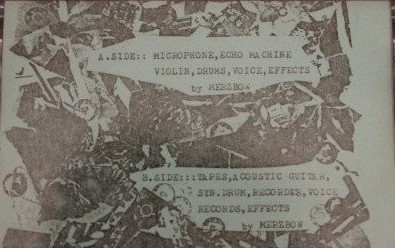 A.SIDE:: MICROPHONE,ECHO MACHINE
VIOLIN,DRUMS,VOICE,EFFECTS
by MERZBOW
B.SIDE:::TAPES,ACOUSTIC GUITAR,
SYN.DRUM,RECORDER,VOICE
RECORDS,EFFECTS
by MERZBOW